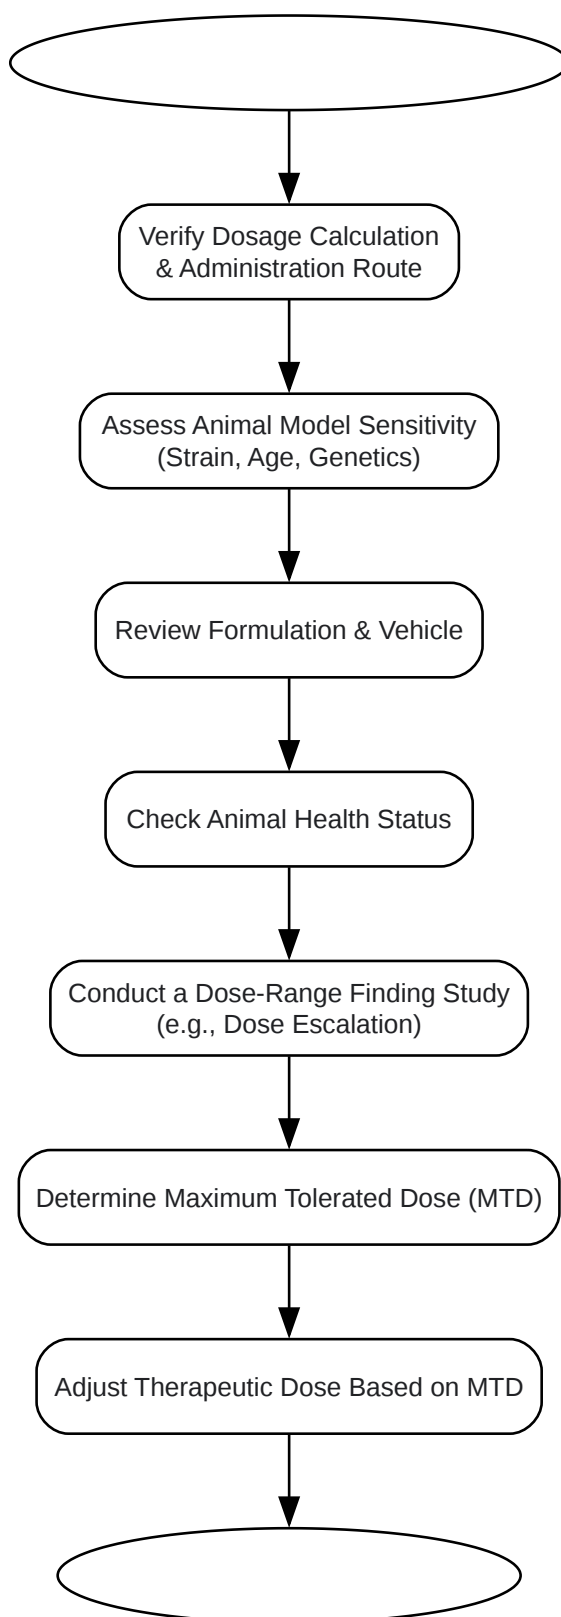 Verify Dosage Calculation
& Administration Route
Assess Animal Model Sensitivity
(Strain, Age, Genetics)
Review Formulation & Vehicle
Check Animal Health Status
Conduct a Dose-Range Finding Study
(e.g., Dose Escalation)
Determine Maximum Tolerated Dose (MTD)
Adjust Therapeutic Dose Based on MTD